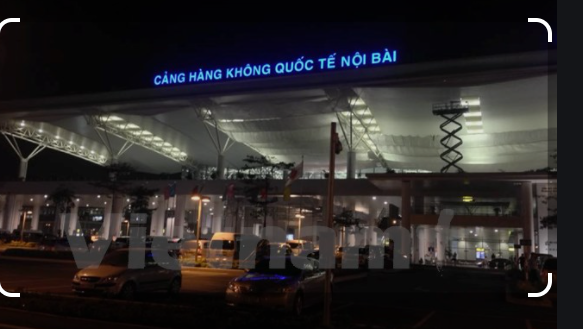 CẢNG HÀNG KHÔNG QUỐC TẾ NỘI BÀI
vietnam+